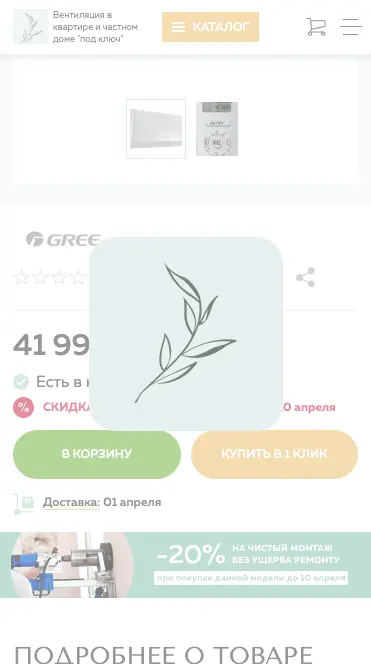 Вентиляция в
квартире и частном
доме "под ключ"
КАТАЛОГ
GREE
41 99
Есть в
% СКИДКА
апреля
В КОРЗИНУ
КУПИТЬ В 1 КЛИК
Доставка: 01 апреля
-20%
НА ЧИСТЫЙ МОНТАЖ
БЕЗ УЩЕРБА РЕМОНТУ
при покупке данной модели до 10 апреля
ПОДРОБНЕЕ О ТОВАРЕ